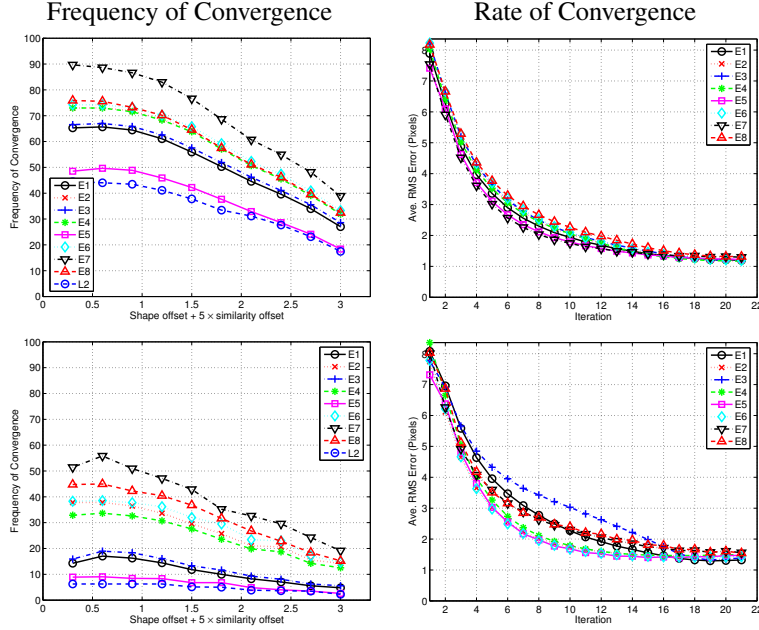 Frequency of Convergence
Rate of Convergence
100
90
80
70
60
50
40
30
20
10
0
Frequency of Convergence
E1
E2
E3
E4
E5
E6
E7
E8
L2
0 0.5 1 1.5 2 2.5 3
Shape offset + 5 × similarity offset
8
7
6
5
4
3
2
1
0
Ave. RMS Error (Pixels)
E1
E2
E3
E4
E5
E6
E7
E8
2 4 6 8 10 12 14 16 18 20 22
Iteration
100
90
80
70
60
50
40
30
20
10
0
Frequency of Convergence
E1
E2
E3
E4
E5
E6
E7
E8
L2
0 0.5 1 1.5 2 2.5 3
Shape offset + 5 × similarity offset
8
7
6
5
4
3
2
1
0
Ave. RMS Error (Pixels)
E1
E2
E3
E4
E5
E6
E7
E8
2 4 6 8 10 12 14 16 18 20 22
Iteration